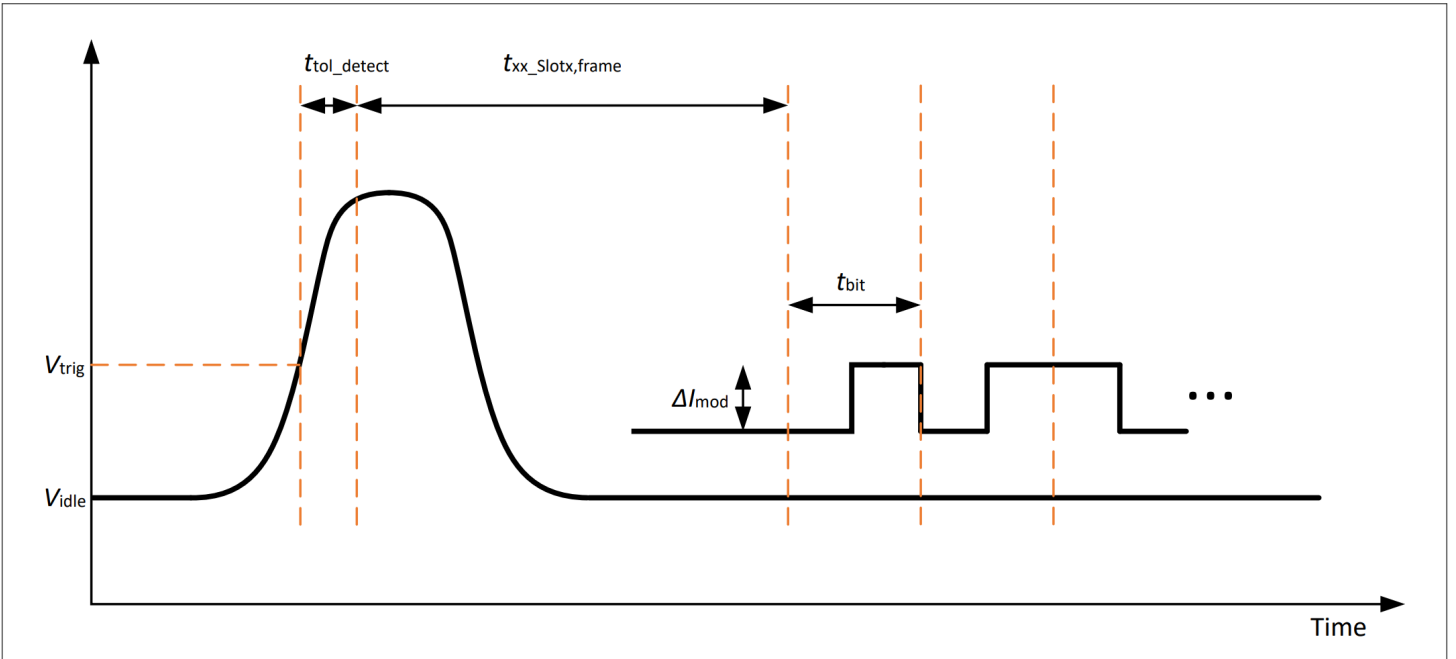 ttol_detect
txx_Slotx,frame
tbit
Vtrig
ΔImod
Vidle
Time